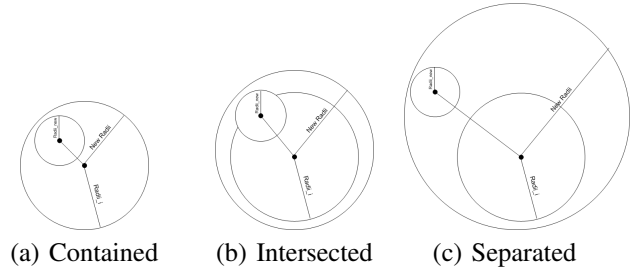 Radii_new
New Radii
Radii_i
Radii_new
New Radii
Radii_i
Radii_new
New Radii
Radii_i
(a) Contained
(b) Intersected
(c) Separated